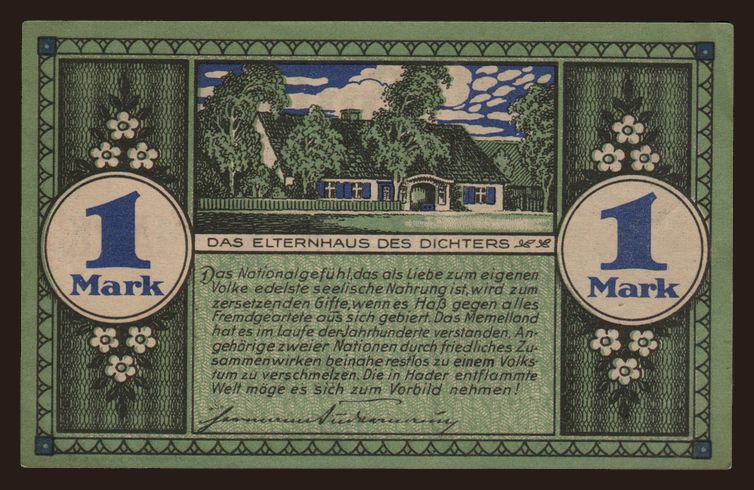 1
Mark
1
Mark
DAS ELTERNHAUS DES DICHTERS
Das Nationalgefühl, das als Liebe zum eigenen
Volke edelste seelische Nahrung ist, wird zum
zersetzenden Gifte, wenn es Haß gegen alles
Fremdgeartete aus sich gebiert. Das Memelland
hat es im Laufe der Jahrhunderte verstanden, An-
gehörige zweier Nationen durch friedliches Zu-
sammenwirken beinahe restlos zu einem Volks-
tum zu verschmelzen. Die in Hader entflammte
Welt möge es sich zum Vorbild nehmen!
Hermann Sudermann